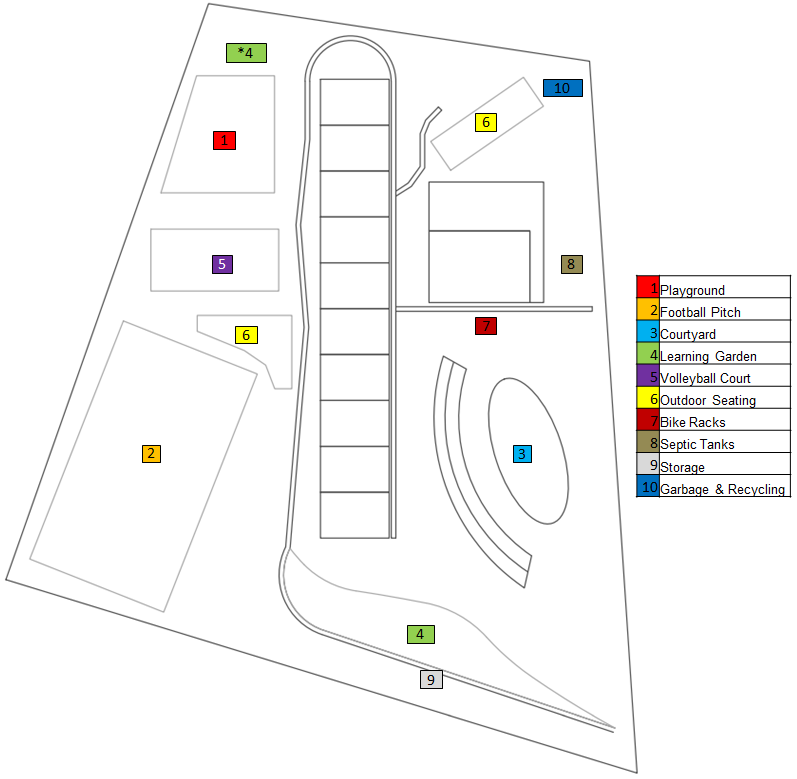 *4
10
6
1
5
8
7
6
3
2
4
9
1 Playground
2 Football Pitch
3 Courtyard
4 Learning Garden
5 Volleyball Court
6 Outdoor Seating
7 Bike Racks
8 Septic Tanks
9 Storage
10 Garbage & Recycling